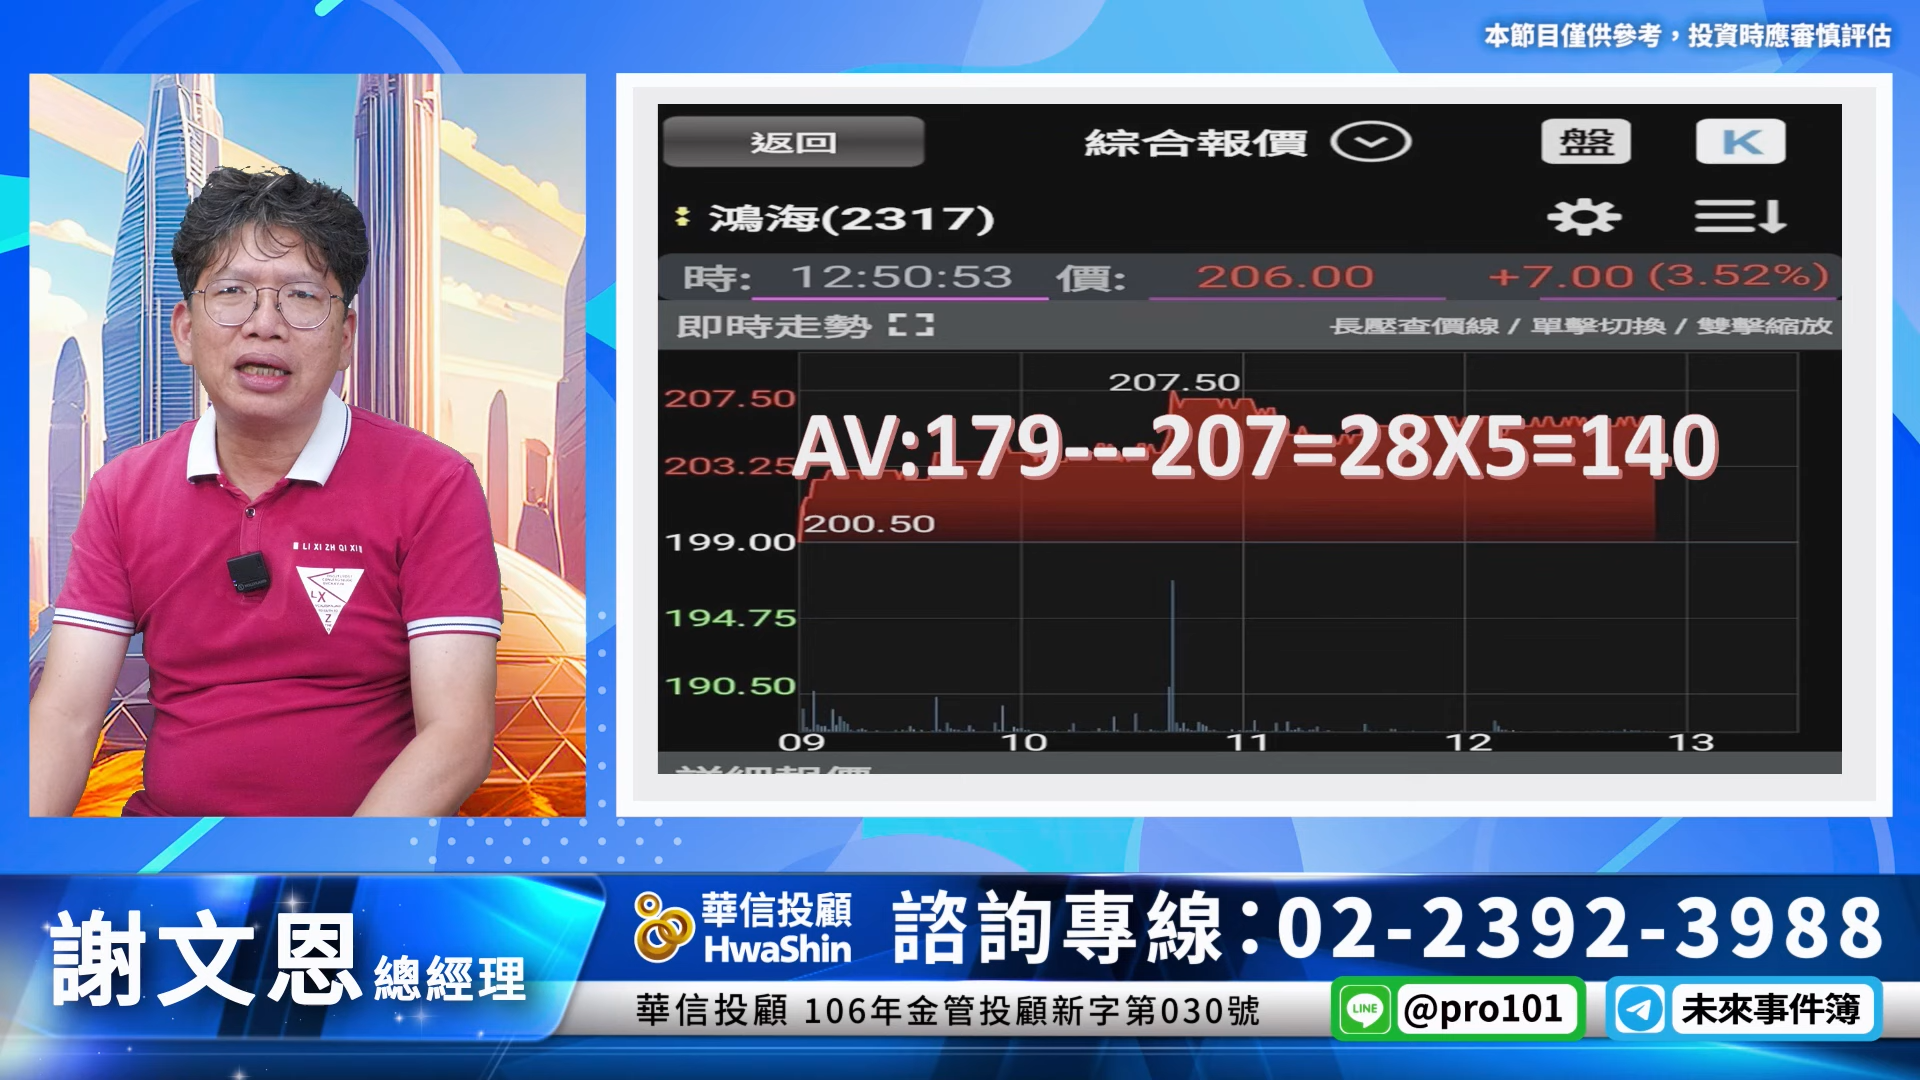 本節目僅供參考，投資時應審慎評估
返回
綜合報價
盤
K
鴻海(2317)
時: 12:50:53 價: 206.00 +7.00 (3.52%)
即時走勢
長壓查價線 / 單擊切換 / 雙擊縮放
207.50
207.50
AV:179---207=28X5=140
203.25
200.50
199.00
194.75
190.50
09 10 11 12 13
詳細報價
LI XI ZH QI XI
LX
Z
謝文恩 總經理
華信投顧
HwaShin
諮詢專線：02-2392-3988
華信投顧 106年金管投顧新字第030號
LINE
@pro101
未來事件簿